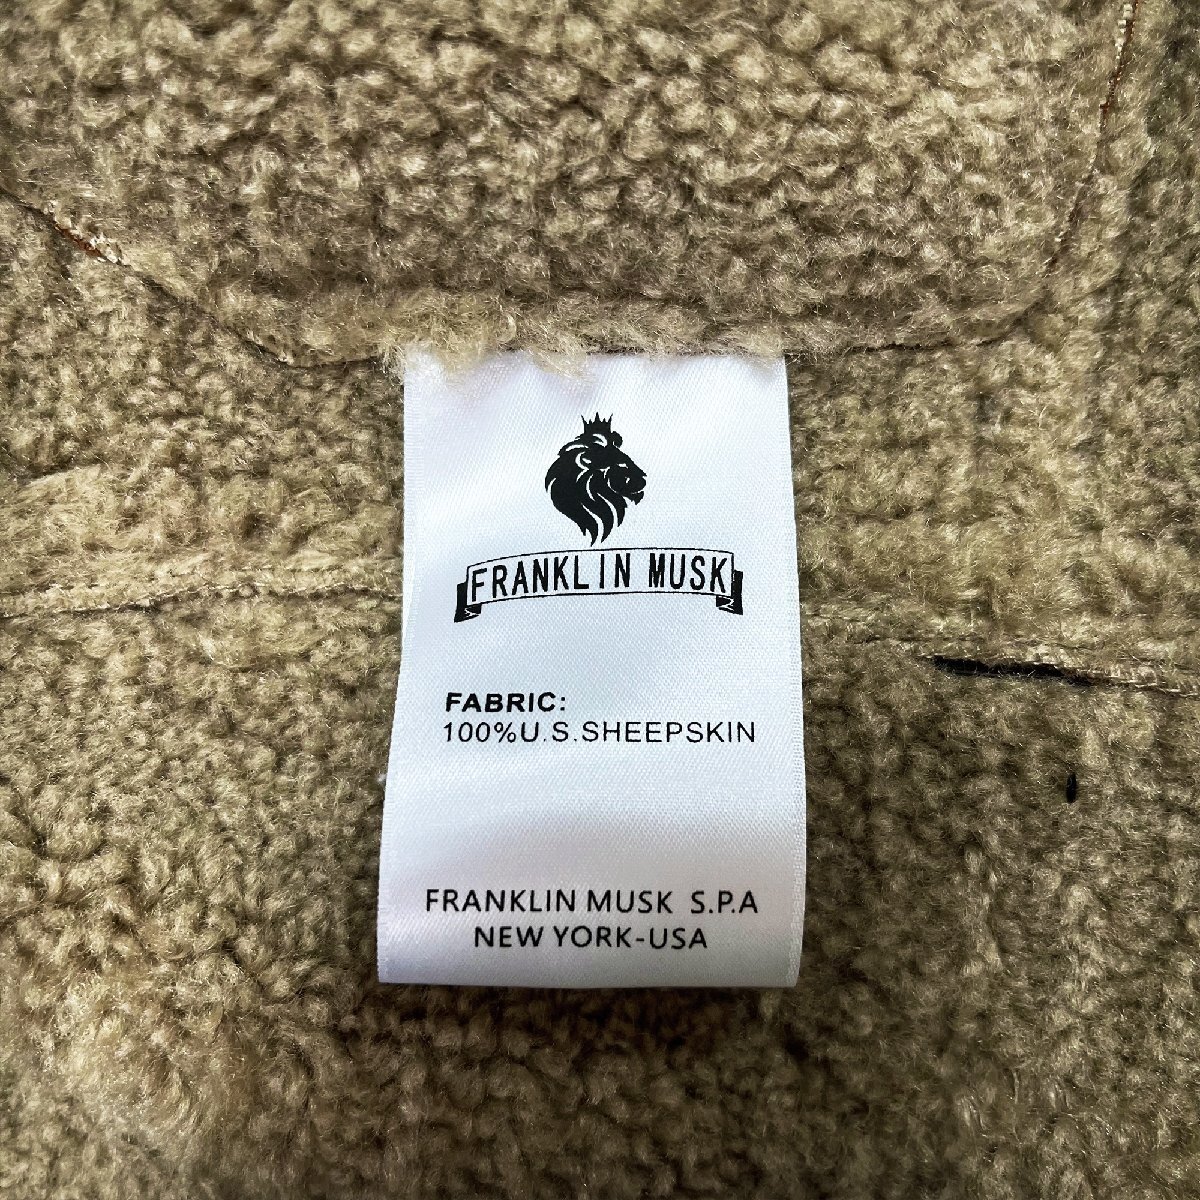 FRANKLIN MUSK
FABRIC:
100%U.S.SHEEPSKIN
FRANKLIN MUSK S.P.A
NEW YORK-USA